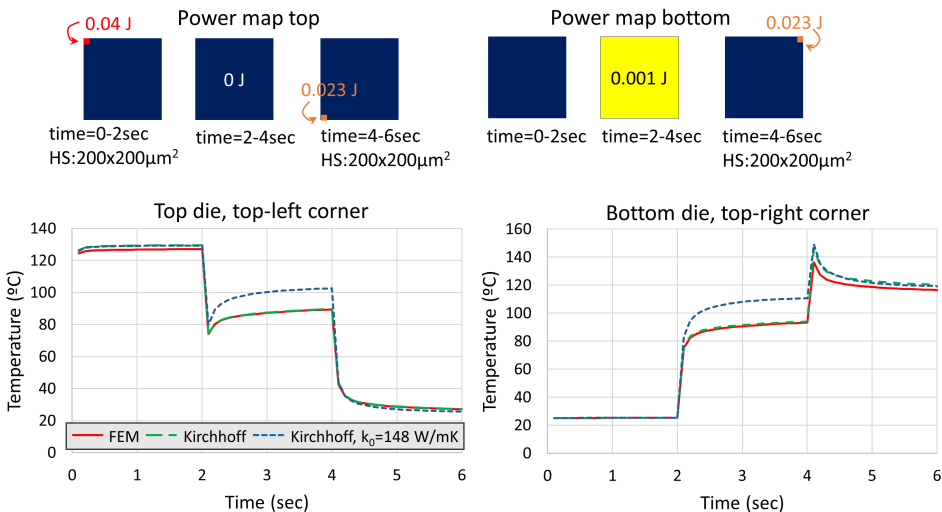 Power map top
Power map bottom
0.04 J
0 J
0.023 J
0.001 J
0.023 J
time=0-2sec
HS:200x200µm²
time=2-4sec
time=4-6sec
HS:200x200µm²
time=0-2sec
time=2-4sec
time=4-6sec
HS:200x200µm²
Top die, top-left corner
Temperature (ºC)
140
120
100
80
60
40
20
0
FEM
Kirchhoff
Kirchhoff, k₀=148 W/mK
0 1 2 3 4 5 6
Time (sec)
Bottom die, top-right corner
Temperature (ºC)
160
140
120
100
80
60
40
20
0
0 1 2 3 4 5 6
Time (sec)